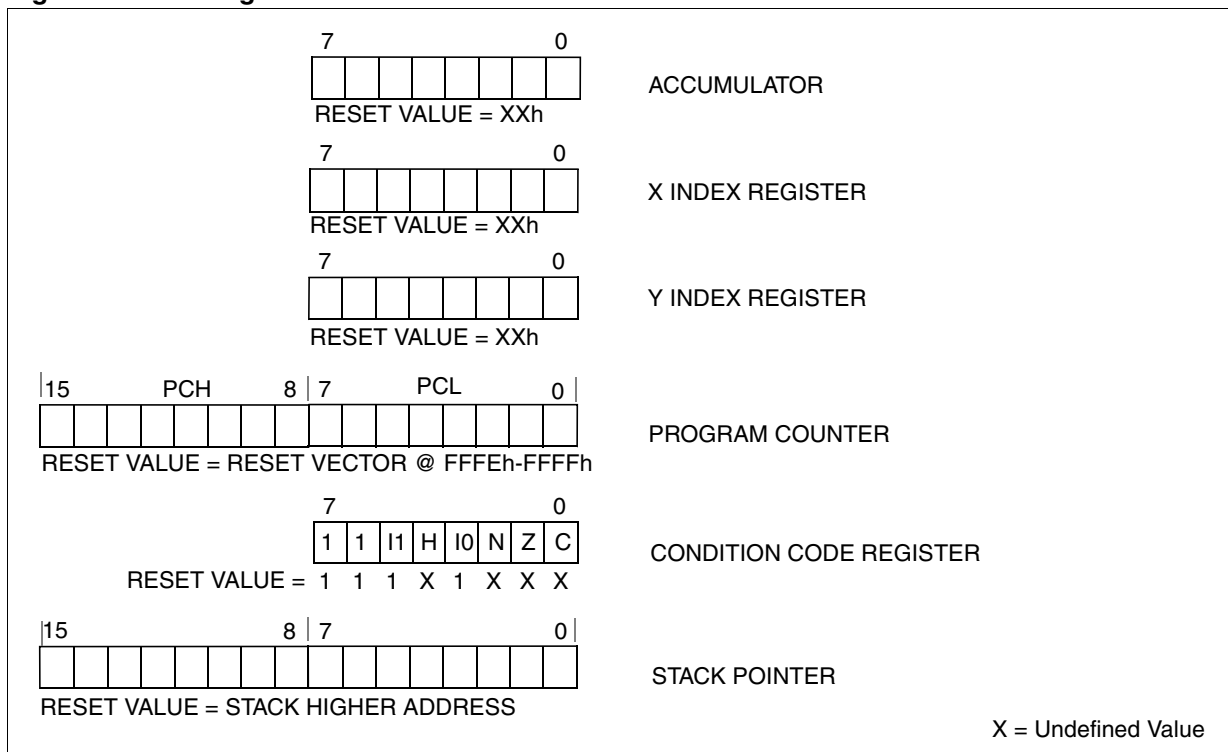 7 0
ACCUMULATOR
RESET VALUE = XXh
7 0
X INDEX REGISTER
RESET VALUE = XXh
7 0
Y INDEX REGISTER
RESET VALUE = XXh
15 PCH 8 7 PCL 0
PROGRAM COUNTER
RESET VALUE = RESET VECTOR @ FFFEh-FFFFh
7 0
1 1 I1 H I0 N Z C
CONDITION CODE REGISTER
RESET VALUE = 1 1 1 X 1 X X X
15 8 7 0
STACK POINTER
RESET VALUE = STACK HIGHER ADDRESS
X = Undefined Value